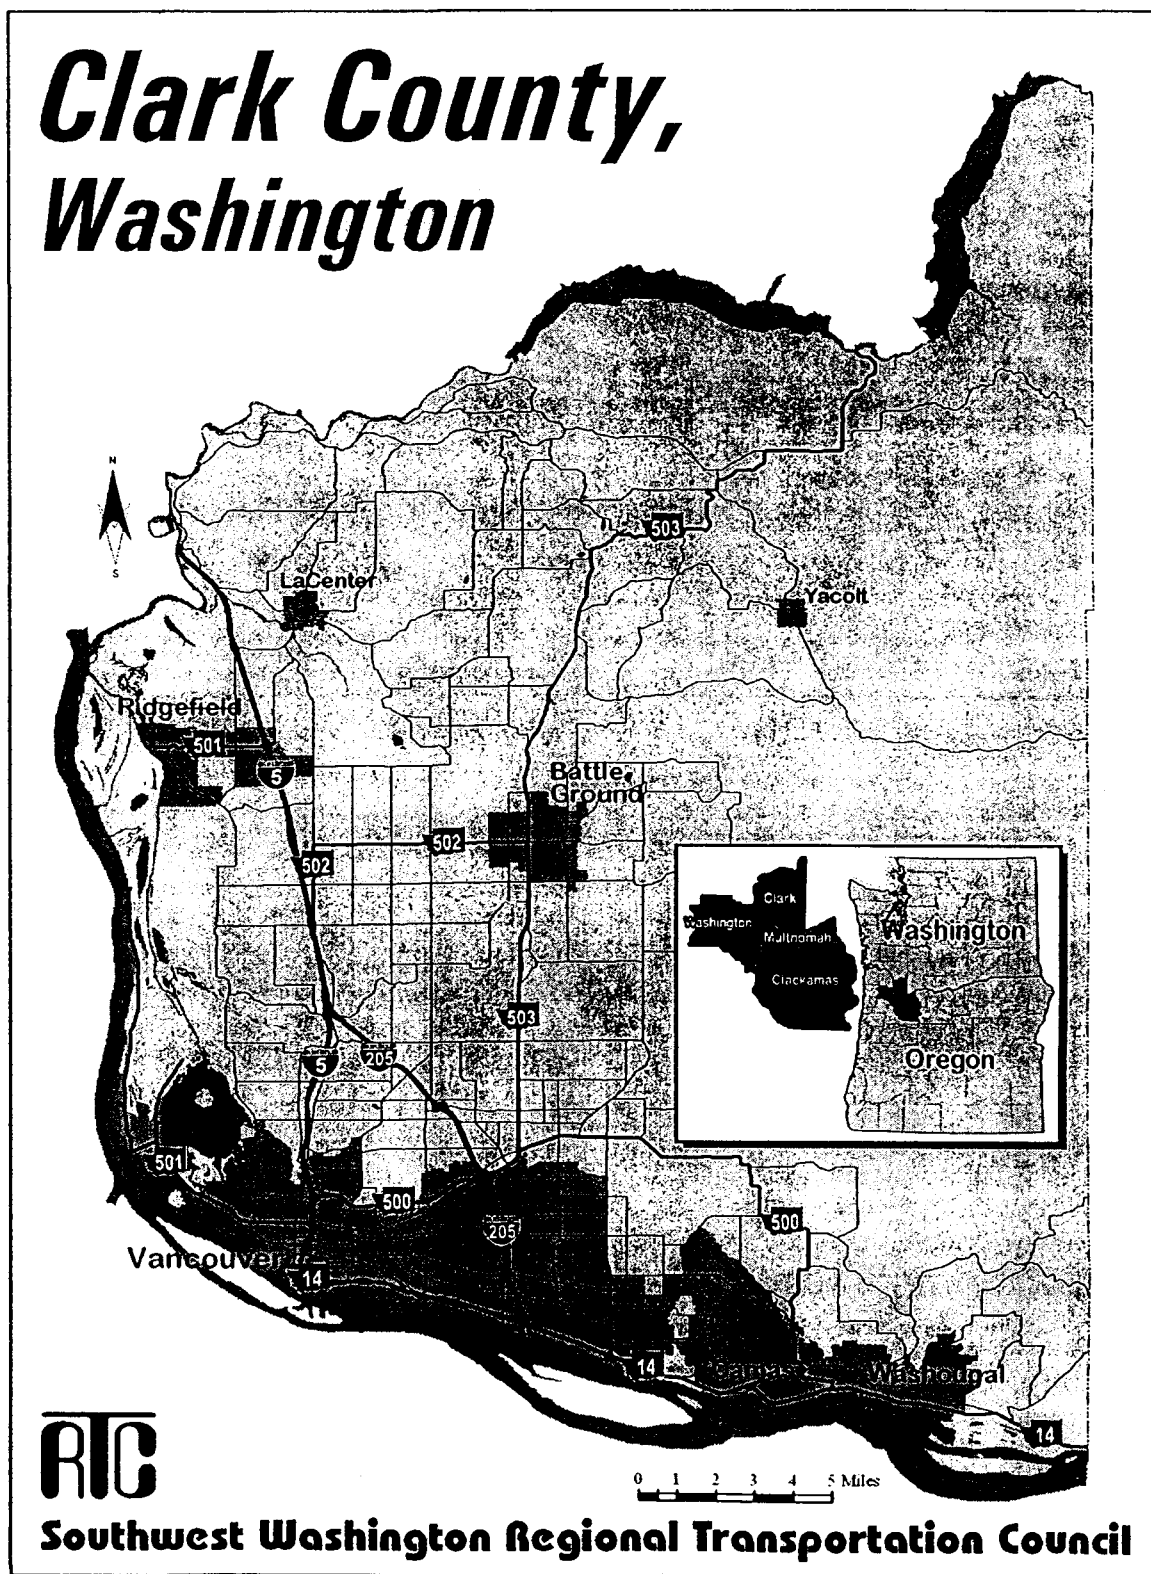 Clark County,
Washington
N
S
503
LaCenter
Yacolt
Ridgefield
501
5
Battle
Ground
502
502
Clark
Washington
Multnomah
Clackamas
Washington
Oregon
503
5
205
501
500
500
205
Vancouver
14
14
Camas
Washougal
14
RTC
0 1 2 3 4 5 Miles
Southwest Washington Regional Transportation Council